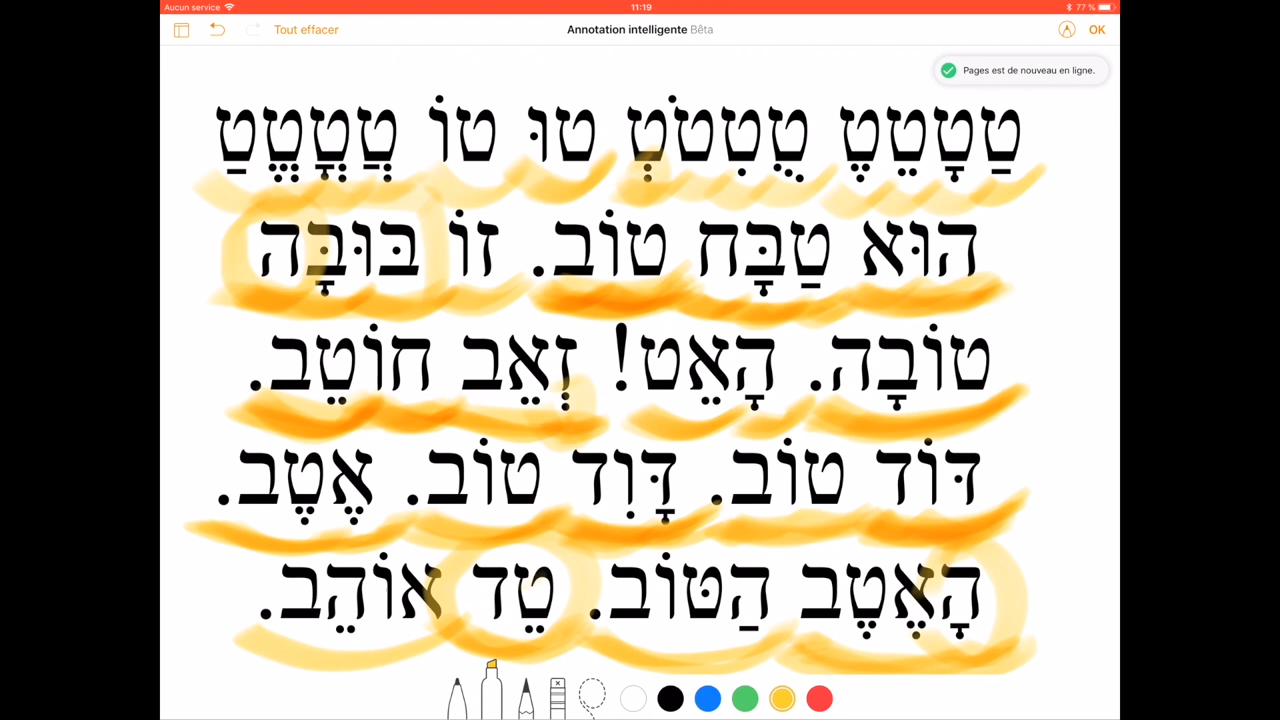 Aucun service 11:19 77 %
Tout effacer Annotation intelligente Bêta OK
Pages est de nouveau en ligne.
טַטָטֵטֶ טֻטִטֹטְ טוּ טוֹ טֲטֳטֱטַ
הוּא טַבָּח טוֹב. זוֹ בּוּבָּה
טוֹבָה. הָאֵט! זְאֵב חוֹטֵב.
דּוֹד טוֹב. דָּוִד טוֹב. אֶטֶב.
הָאֶטֶב הַטּוֹב. טֵד אוֹהֵב.